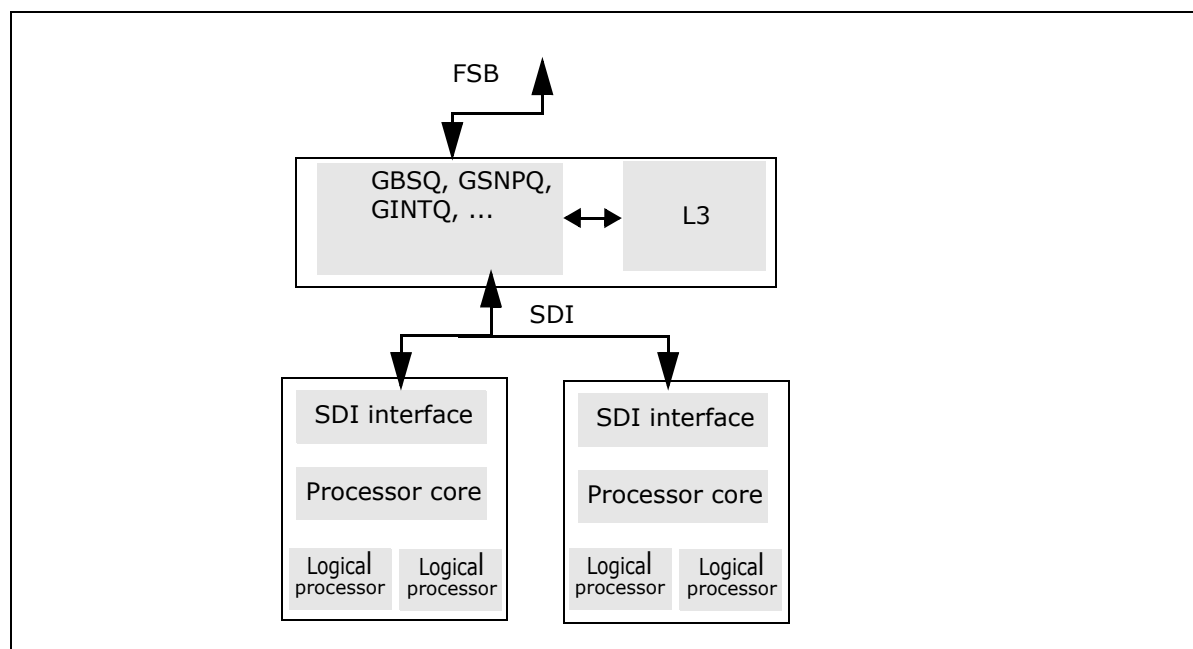 FSB
GBSQ, GSNPQ,
GINTQ, ...
L3
SDI
SDI interface
Processor core
Logical
processor
Logical
processor
SDI interface
Processor core
Logical
processor
Logical
processor